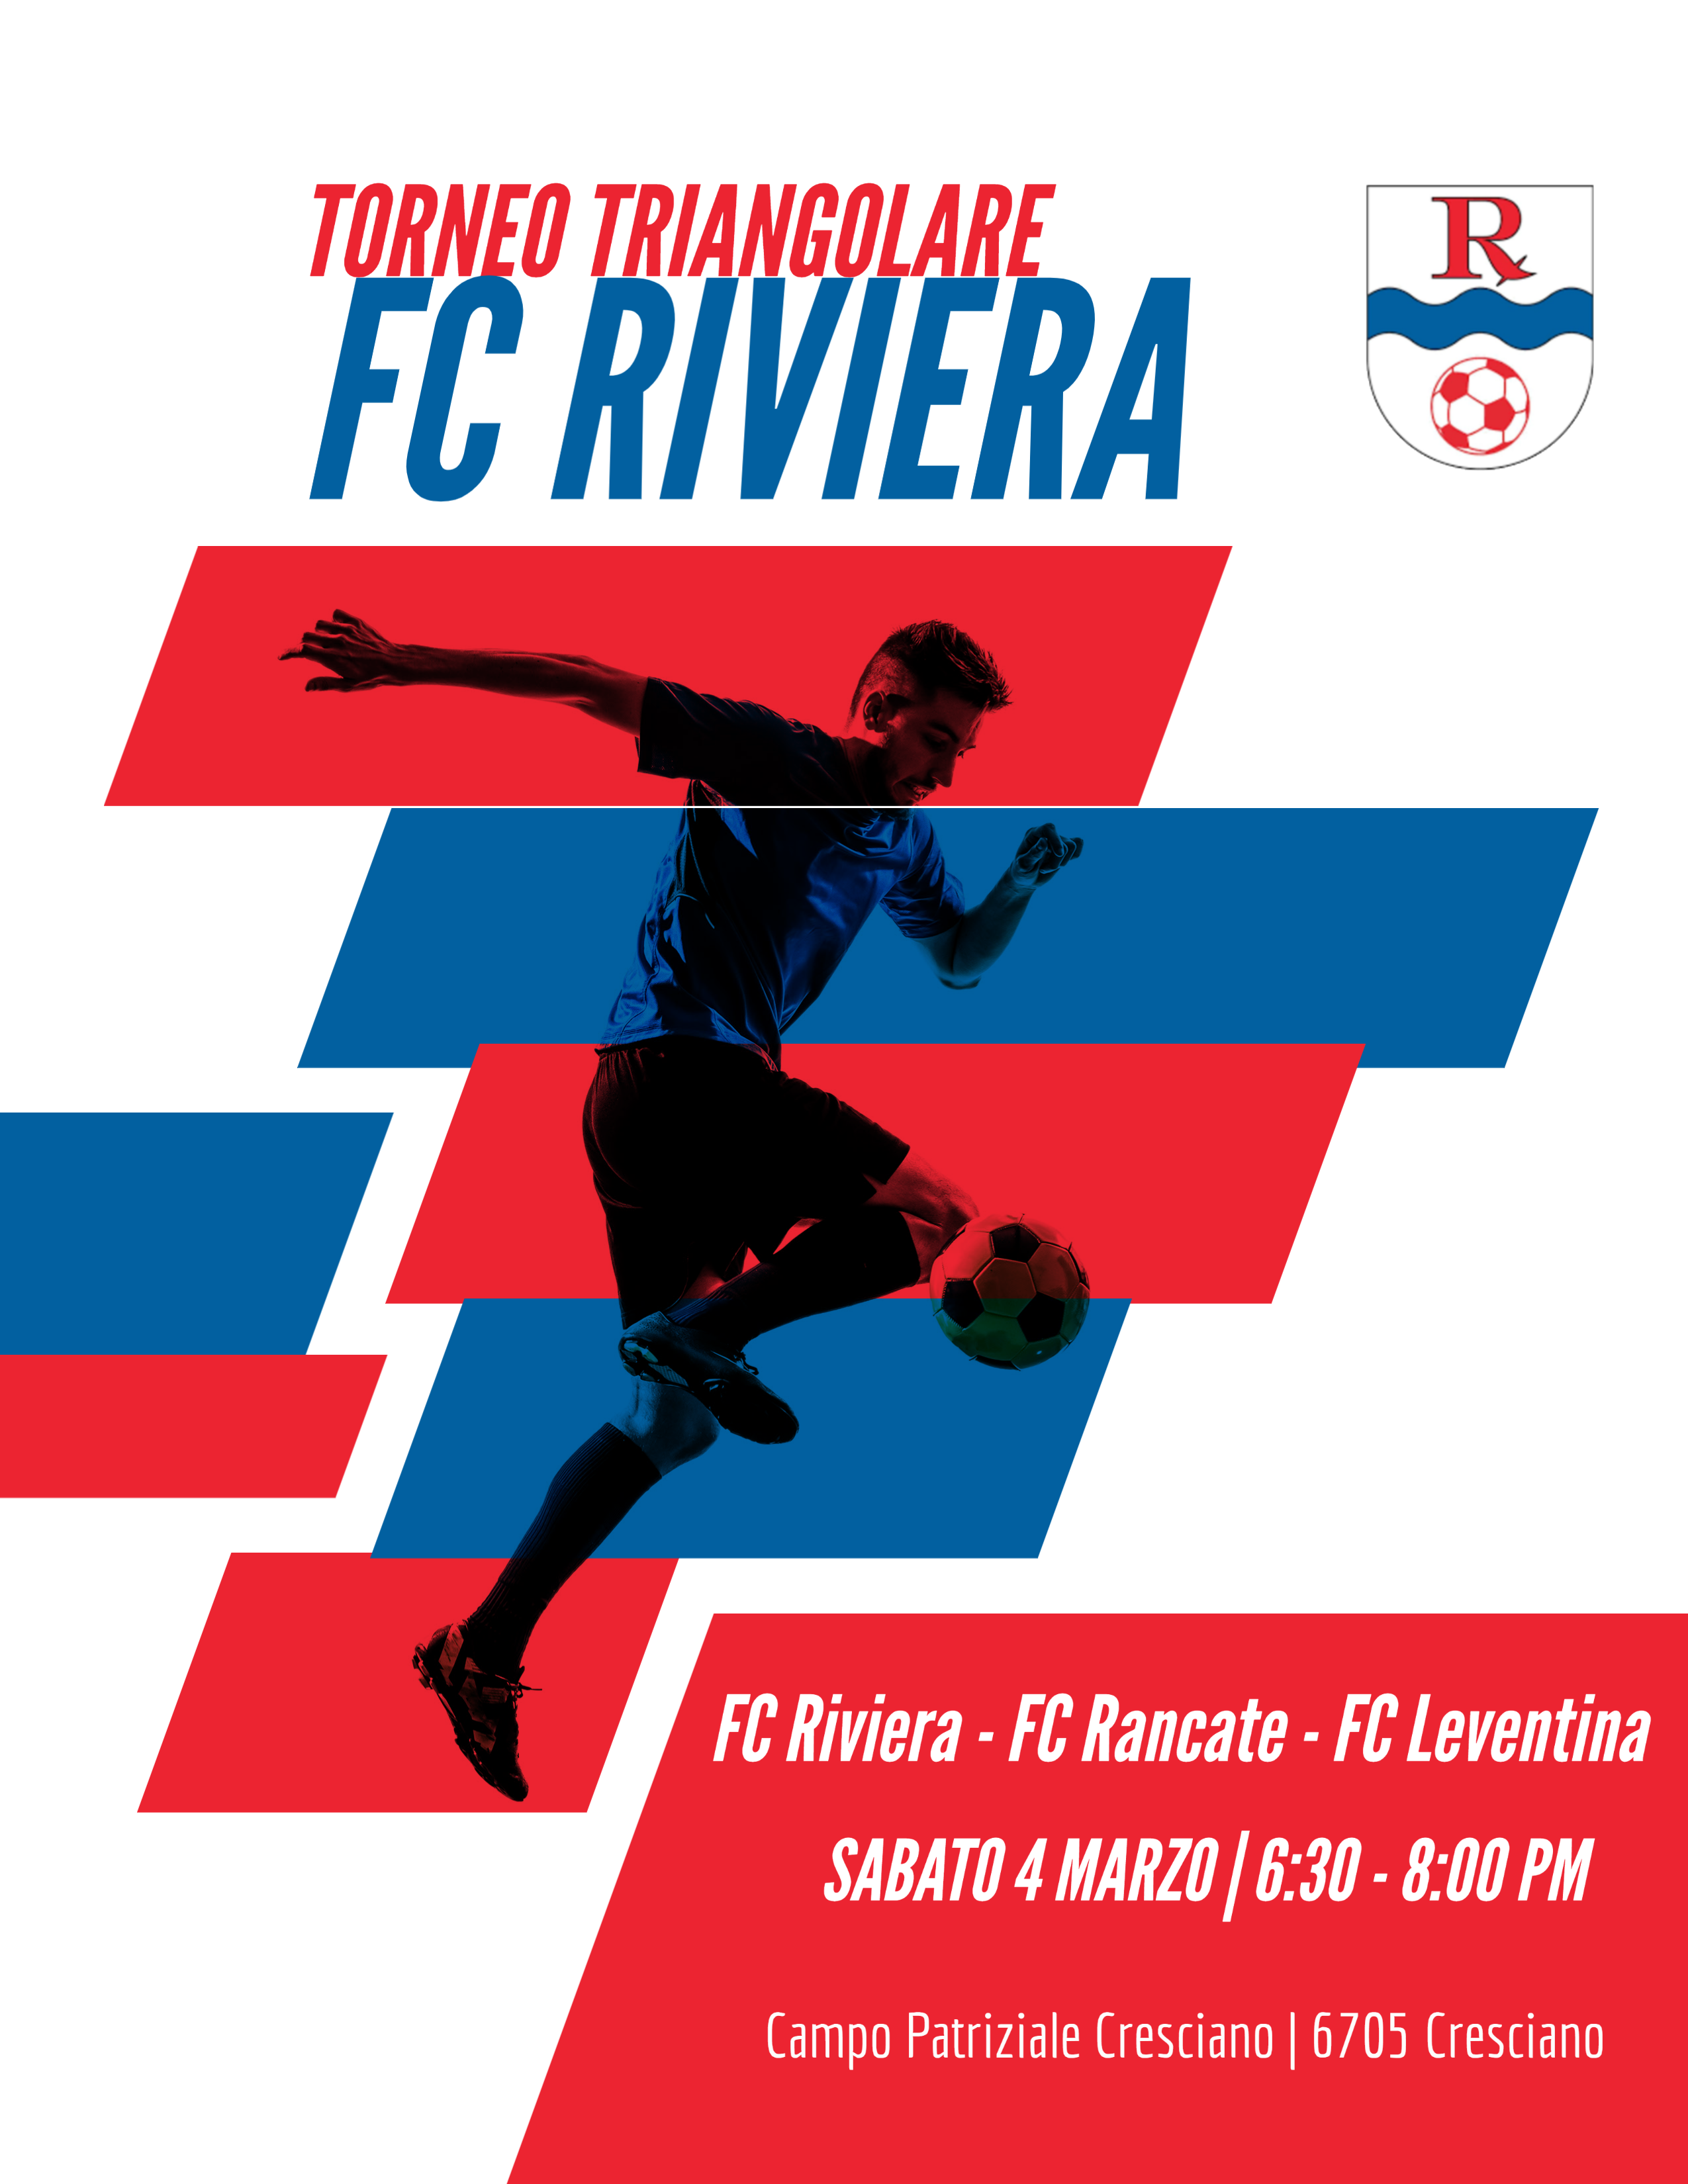 TORNEO TRIANGOLARE
FC RIVIERA
R
FC Riviera - FC Rancate - FC Leventina
SABATO 4 MARZO | 6:30 - 8:00 PM
Campo Patriziale Cresciano | 6705 Cresciano